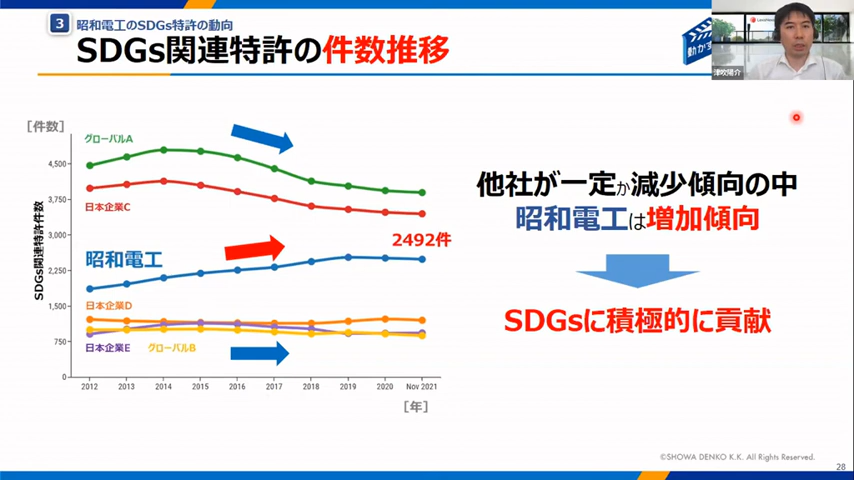 3 昭和電工のSDGs特許の動向
SDGs関連特許の件数推移
動かす
津吹陽介
[件数]
SDGs関連特許件数
4,500
3,750
3,000
2,250
1,500
750
0
グローバルA
日本企業C
昭和電工
2492件
日本企業D
日本企業E グローバルB
2012 2013 2014 2015 2016 2017 2018 2019 2020 Nov 2021
[年]
他社が一定か減少傾向の中
昭和電工は増加傾向
SDGsに積極的に貢献
©SHOWA DENKO K.K. All Rights Reserved.
28